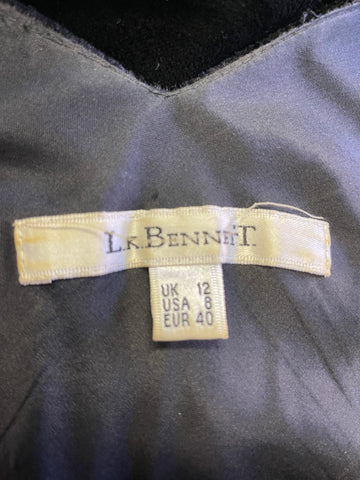 L.K.BENNETT
UK 12
USA 8
EUR 40